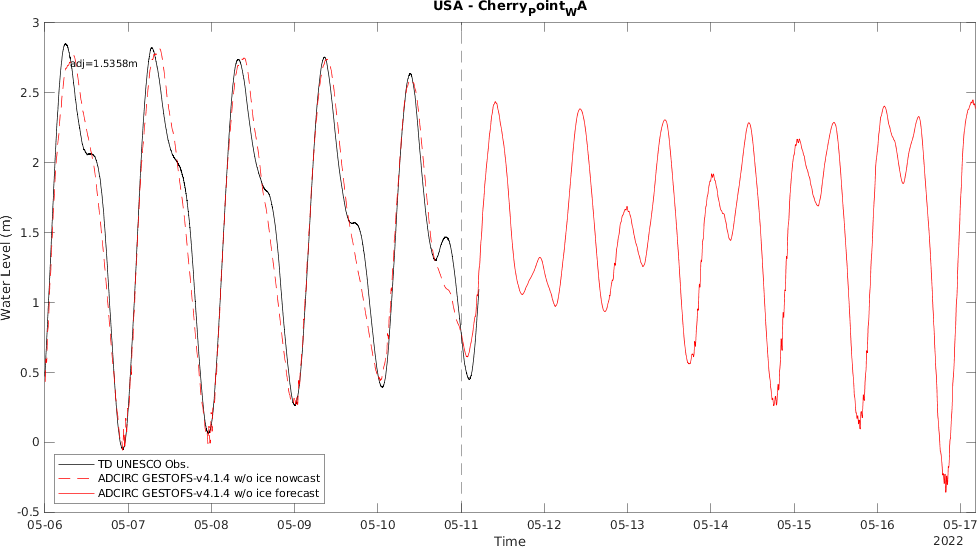 USA - CherryPointWA
3
2.5
2
1.5
1
0.5
0
-0.5
Water Level (m)
adj=1.5358m
TD UNESCO Obs.
ADCIRC GESTOFS-v4.1.4 w/o ice nowcast
ADCIRC GESTOFS-v4.1.4 w/o ice forecast
05-06 05-07 05-08 05-09 05-10 05-11 05-12 05-13 05-14 05-15 05-16 05-17
Time
2022